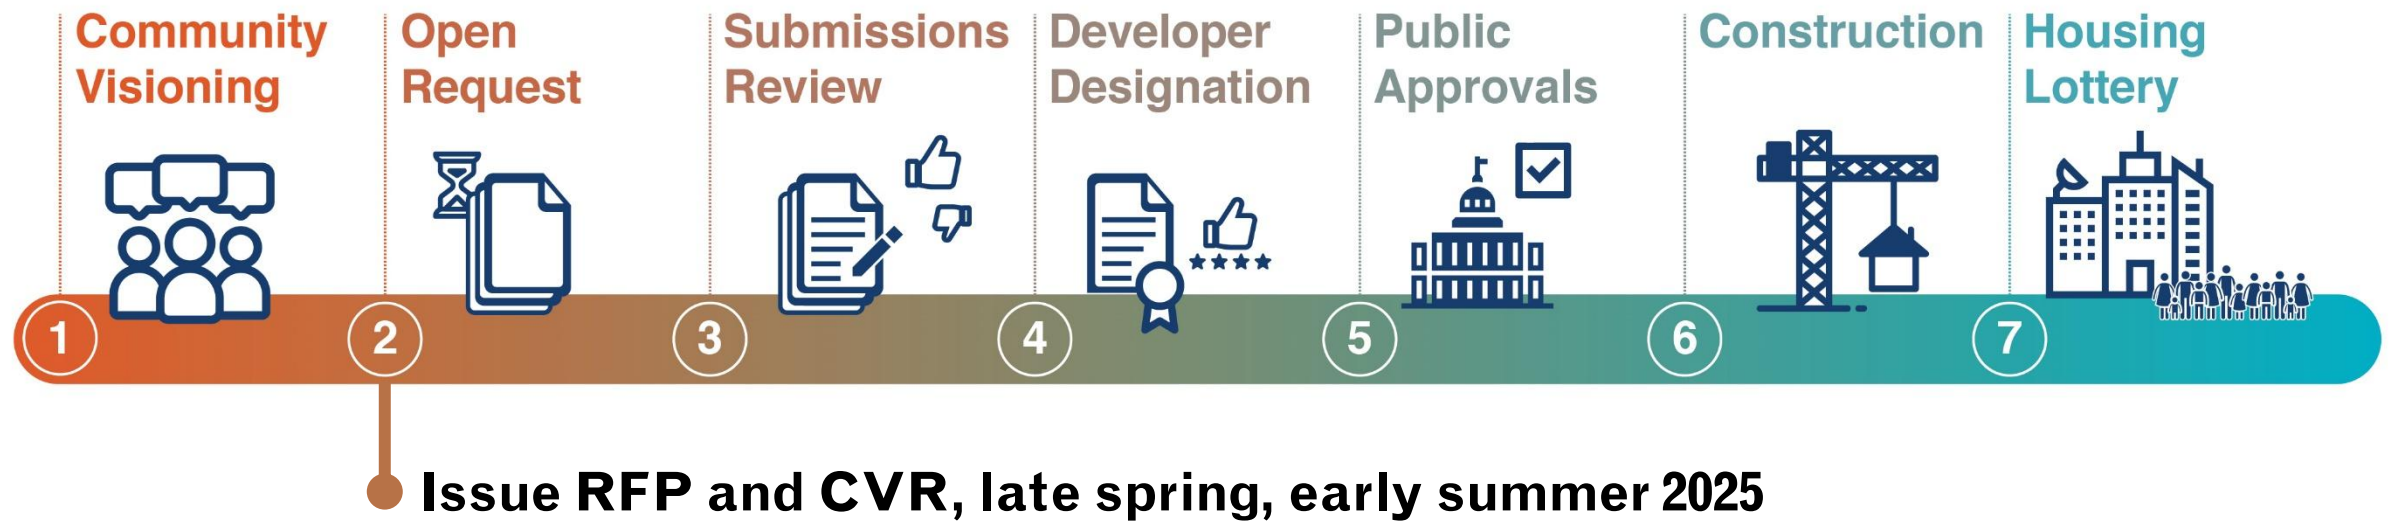 Community
Visioning
Open
Request
Submissions
Review
Developer
Designation
Public
Approvals
Construction
Housing
Lottery
1
2
3
4
5
6
7
Issue RFP and CVR, late spring, early summer 2025